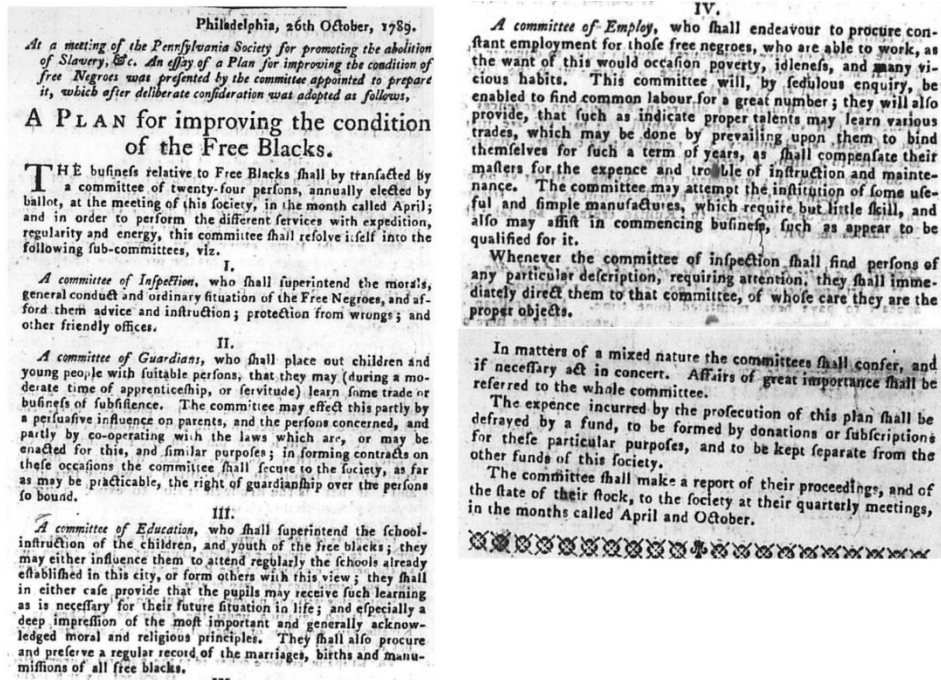 Philadelphia, 26th October, 1789.
At a meeting of the Pennſylvania Society for promoting the abolition
of Slavery, &c. An eſſay of a Plan for improving the condition of
free Negroes was preſented by the committee appointed to prepare
it, which after deliberate conſideration was adopted as follows,
A PLAN for improving the condition
of the Free Blacks.
THE buſineſs relative to Free Blacks ſhall by tranſacted by
a committee of twenty-four perſons, annually elected by
ballot, at the meeting of this ſociety, in the month called April;
and in order to perform the different ſervices with expedition,
regularity and energy, this committee ſhall reſolve itſelf into the
following ſub-committees, viz.
I.
A committee of Inſpection, who ſhall ſuperintend the morals,
general conduct and ordinary ſituation of the Free Negroes, and af-
ford them advice and inſtruction; protection from wrongs; and
other friendly offices.
II.
A committee of Guardians, who ſhall place out children and
young people with ſuitable perſons, that they may (during a mo-
derate time of apprenticeſhip, or ſervitude) learn ſome trade or
buſineſs of ſubſiſtence. The committee may effect this partly by
a perſuaſive influence on parents, and the perſons concerned, and
partly by co-operating with the laws which are, or may be
enacted for this, and ſimilar purpoſes; in forming contracts on
theſe occaſions the committee ſhall ſecure to the ſociety, as far
as may be practicable, the right of guardianſhip over the perſons
ſo bound.
III.
A committee of Education, who ſhall ſuperintend the ſchool-
inſtruction of the children, and youth of the free blacks; they
may either influence them to attend regularly the ſchools already
eſtabliſhed in this city, or form others with this view; they ſhall
in either caſe provide that the pupils may receive ſuch learning
as is neceſſary for their future ſituation in life; and eſpecially a
deep impreſſion of the moſt important and generally acknow-
ledged moral and religious principles. They ſhall alſo procure
and preſerve a regular record of the marriages, births and manu-
miſſions of all free blacks.
IV.
A committee of Employ, who ſhall endeavour to procure con-
ſtant employment for thoſe free negroes, who are able to work, as
the want of this would occaſion poverty, idleneſs, and many vi-
cious habits. This committee will, by ſedulous enquiry, be
enabled to find common labour for a great number; they will alſo
provide, that ſuch as indicate proper talents may learn various
trades, which may be done by prevailing upon them to bind
themſelves for ſuch a term of years, as ſhall compenſate their
maſters for the expence and trouble of inſtruction and mainte-
nance. The committee may attempt the inſtitution of ſome uſe-
ful and ſimple manufactures, which require but little ſkill, and
alſo may aſſiſt in commencing buſineſs, ſuch as appear to be
qualified for it.
Whenever the committee of inſpection ſhall find perſons of
any particular deſcription, requiring attention, they ſhall imme-
diately direct them to that committee, of whoſe care they are the
proper objects.
In matters of a mixed nature the committees ſhall confer, and
if neceſſary act in concert. Affairs of great importance ſhall be
referred to the whole committee.
The expence incurred by the proſecution of this plan ſhall be
defrayed by a fund, to be formed by donations or ſubſcriptions
for theſe particular purpoſes, and to be kept ſeparate from the
other funds of this ſociety.
The committee ſhall make a report of their proceedings, and of
the ſtate of their ſtock, to the ſociety at their quarterly meetings,
in the months called April and October.